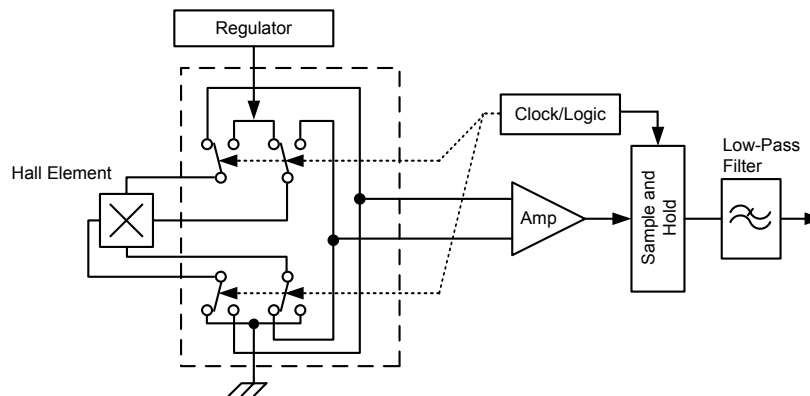 Regulator
Clock/Logic
Hall Element
Low-Pass
Filter
Amp
Sample and
Hold